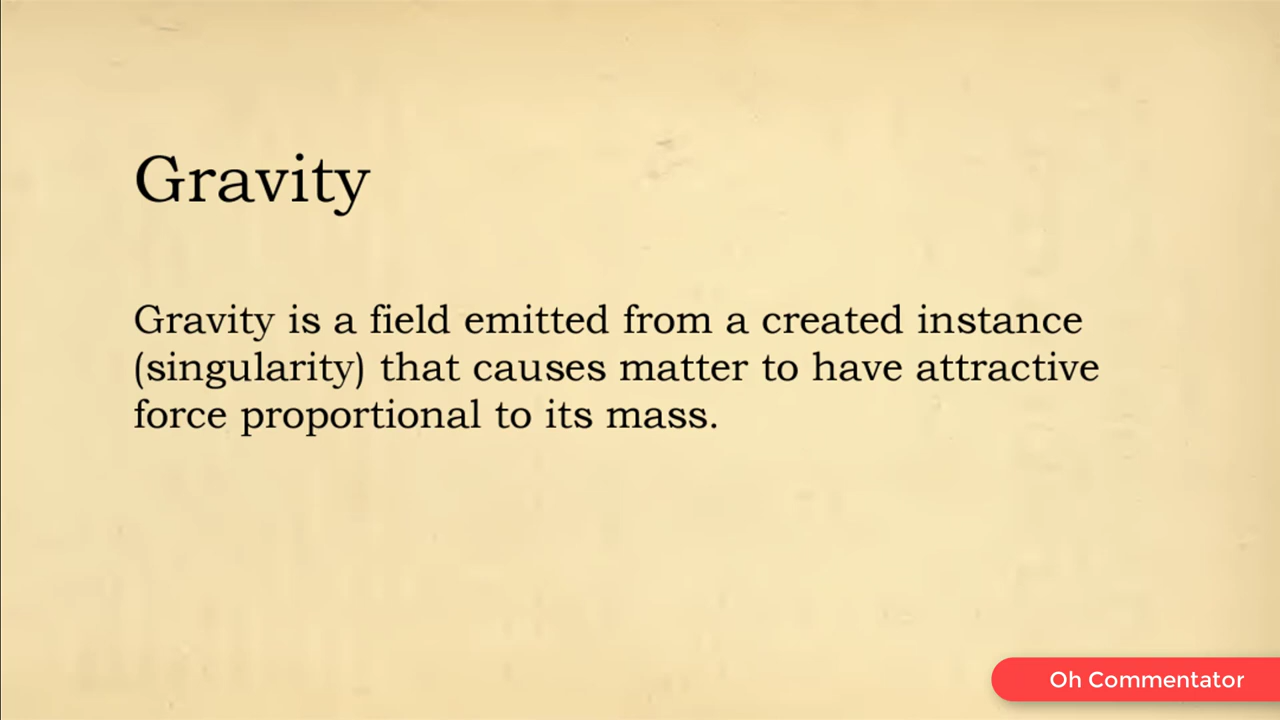 Gravity
Gravity is a field emitted from a created instance
(singularity) that causes matter to have attractive
force proportional to its mass.
Oh Commentator